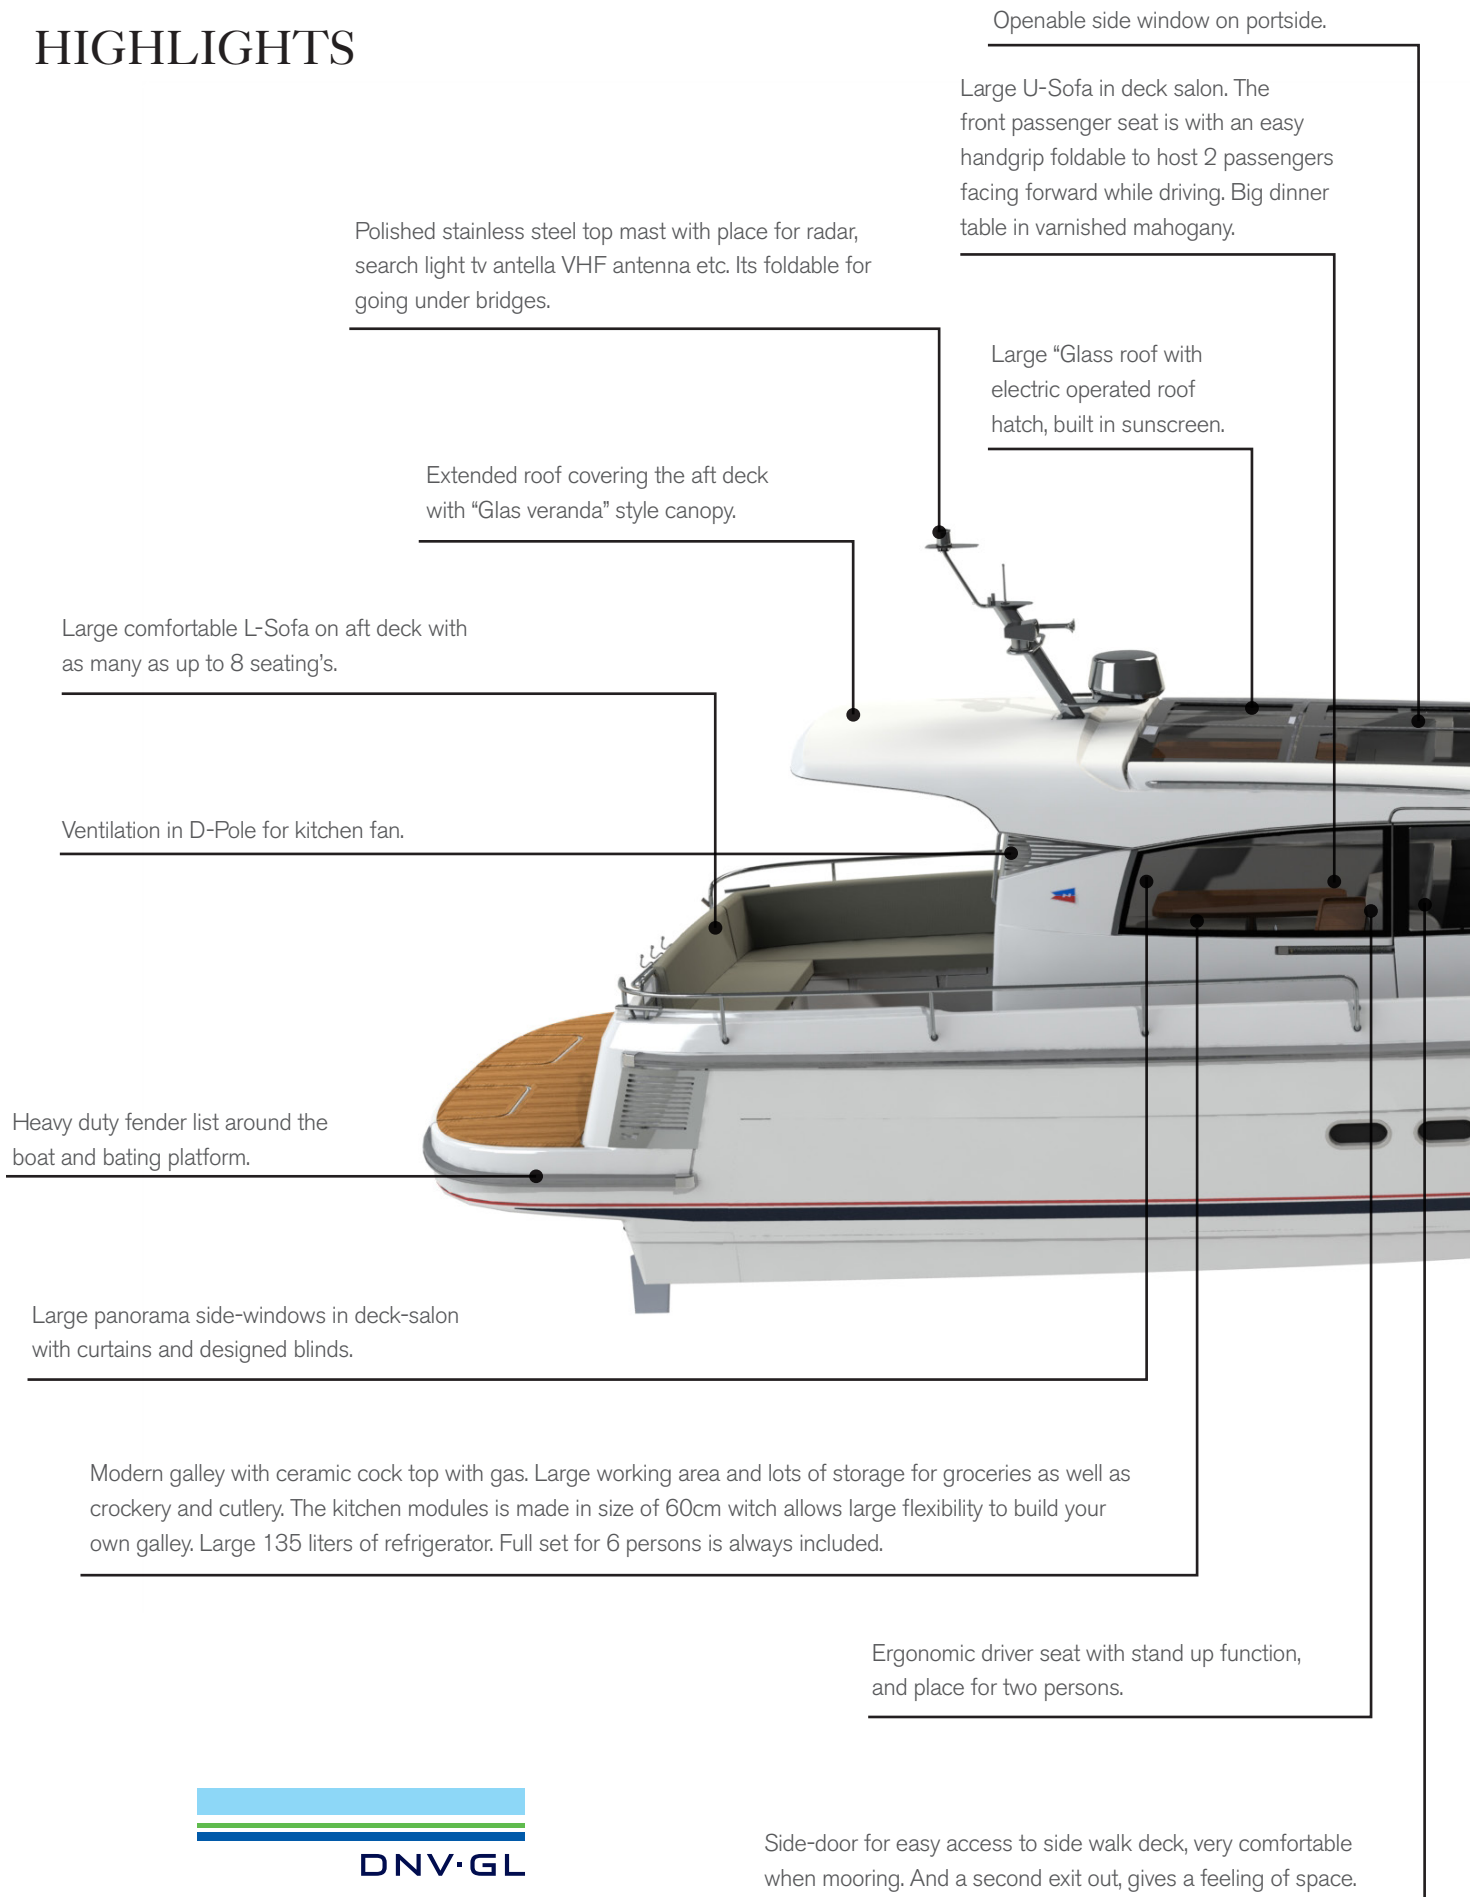 HIGHLIGHTS
Openable side window on portside.
Large U-Sofa in deck salon. The
front passenger seat is with an easy
handgrip foldable to host 2 passengers
facing forward while driving. Big dinner
table in varnished mahogany.
Polished stainless steel top mast with place for radar,
search light tv antella VHF antenna etc. Its foldable for
going under bridges.
Large “Glass roof with
electric operated roof
hatch, built in sunscreen.
Extended roof covering the aft deck
with “Glas veranda” style canopy.
Large comfortable L-Sofa on aft deck with
as many as up to 8 seating’s.
Ventilation in D-Pole for kitchen fan.
Heavy duty fender list around the
boat and bating platform.
Large panorama side-windows in deck-salon
with curtains and designed blinds.
Modern galley with ceramic cock top with gas. Large working area and lots of storage for groceries as well as
crockery and cutlery. The kitchen modules is made in size of 60cm witch allows large flexibility to build your
own galley. Large 135 liters of refrigerator. Full set for 6 persons is always included.
Ergonomic driver seat with stand up function,
and place for two persons.
DNV·GL
Side-door for easy access to side walk deck, very comfortable
when mooring. And a second exit out, gives a feeling of space.